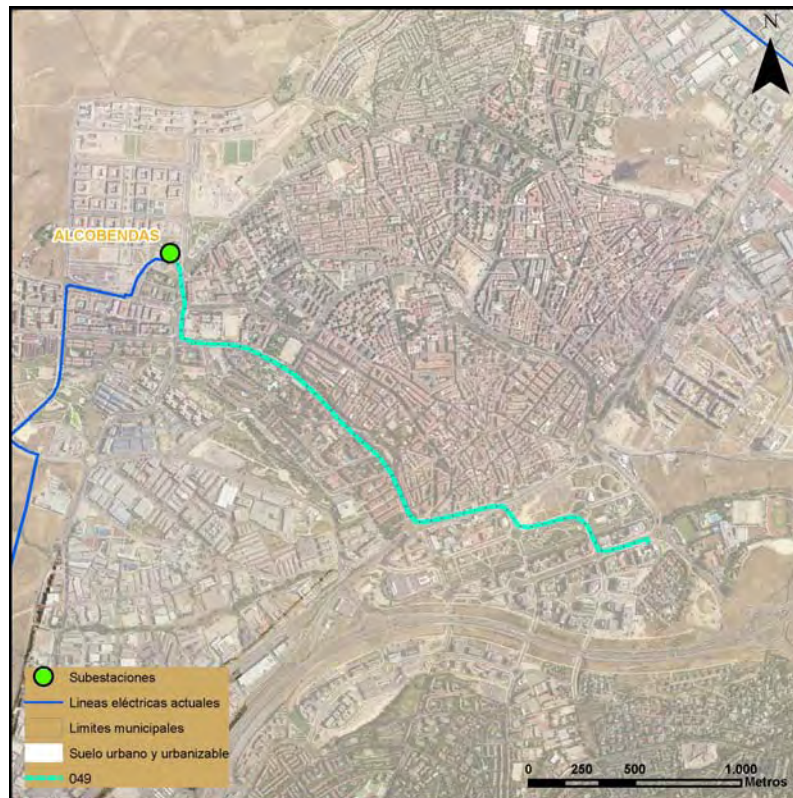 N
ALCOBENDAS
Subestaciones
Lineas eléctricas actuales
Limites municipales
Suelo urbano y urbanizable
049
0 250 500 1.000
Metros